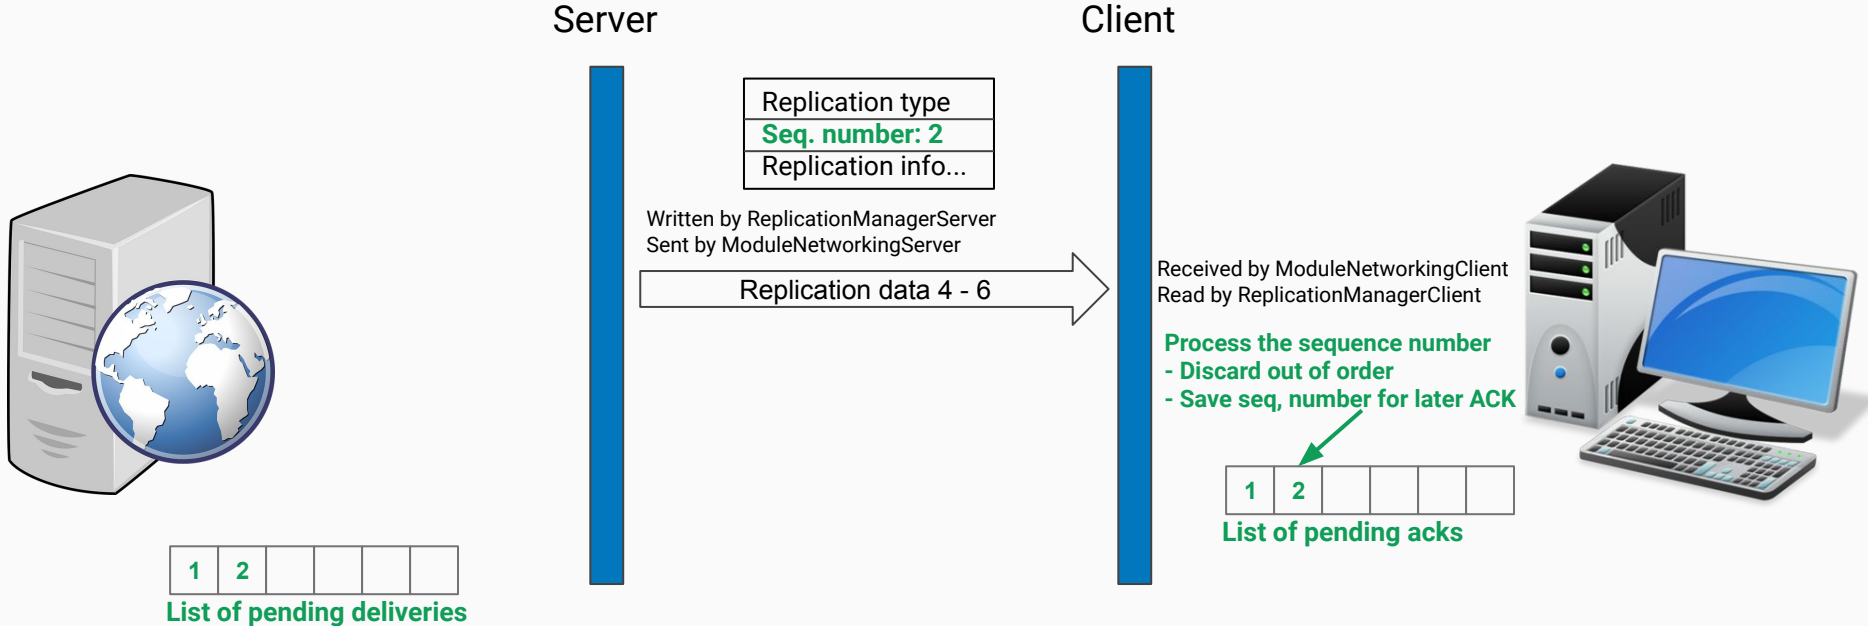 Server
Client
Replication type
Seq. number: 2
Replication info...
Written by ReplicationManagerServer
Sent by ModuleNetworkingServer
Replication data 4 - 6
Received by ModuleNetworkingClient
Read by ReplicationManagerClient
Process the sequence number
- Discard out of order
- Save seq, number for later ACK
1 2
List of pending acks
1 2
List of pending deliveries